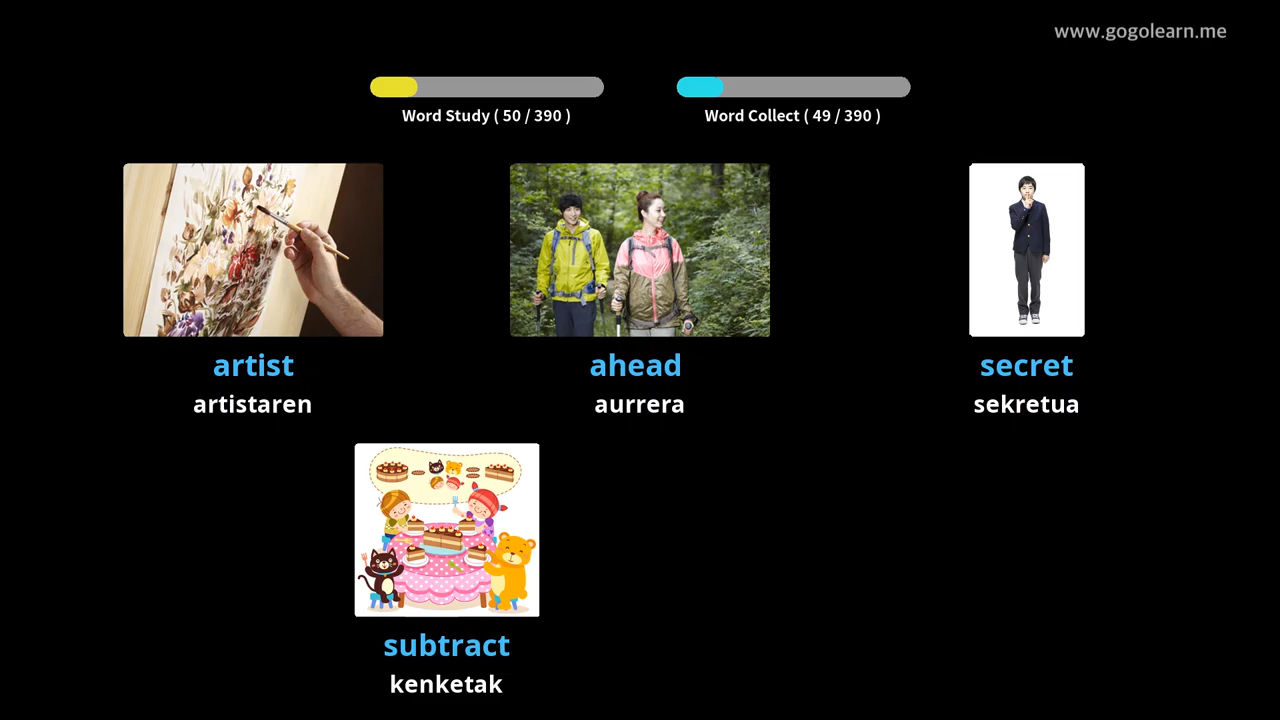 www.gogolearn.me
Word Study ( 50 / 390 )
Word Collect ( 49 / 390 )
artist
artistaren
ahead
aurrera
secret
sekretua
subtract
kenketak